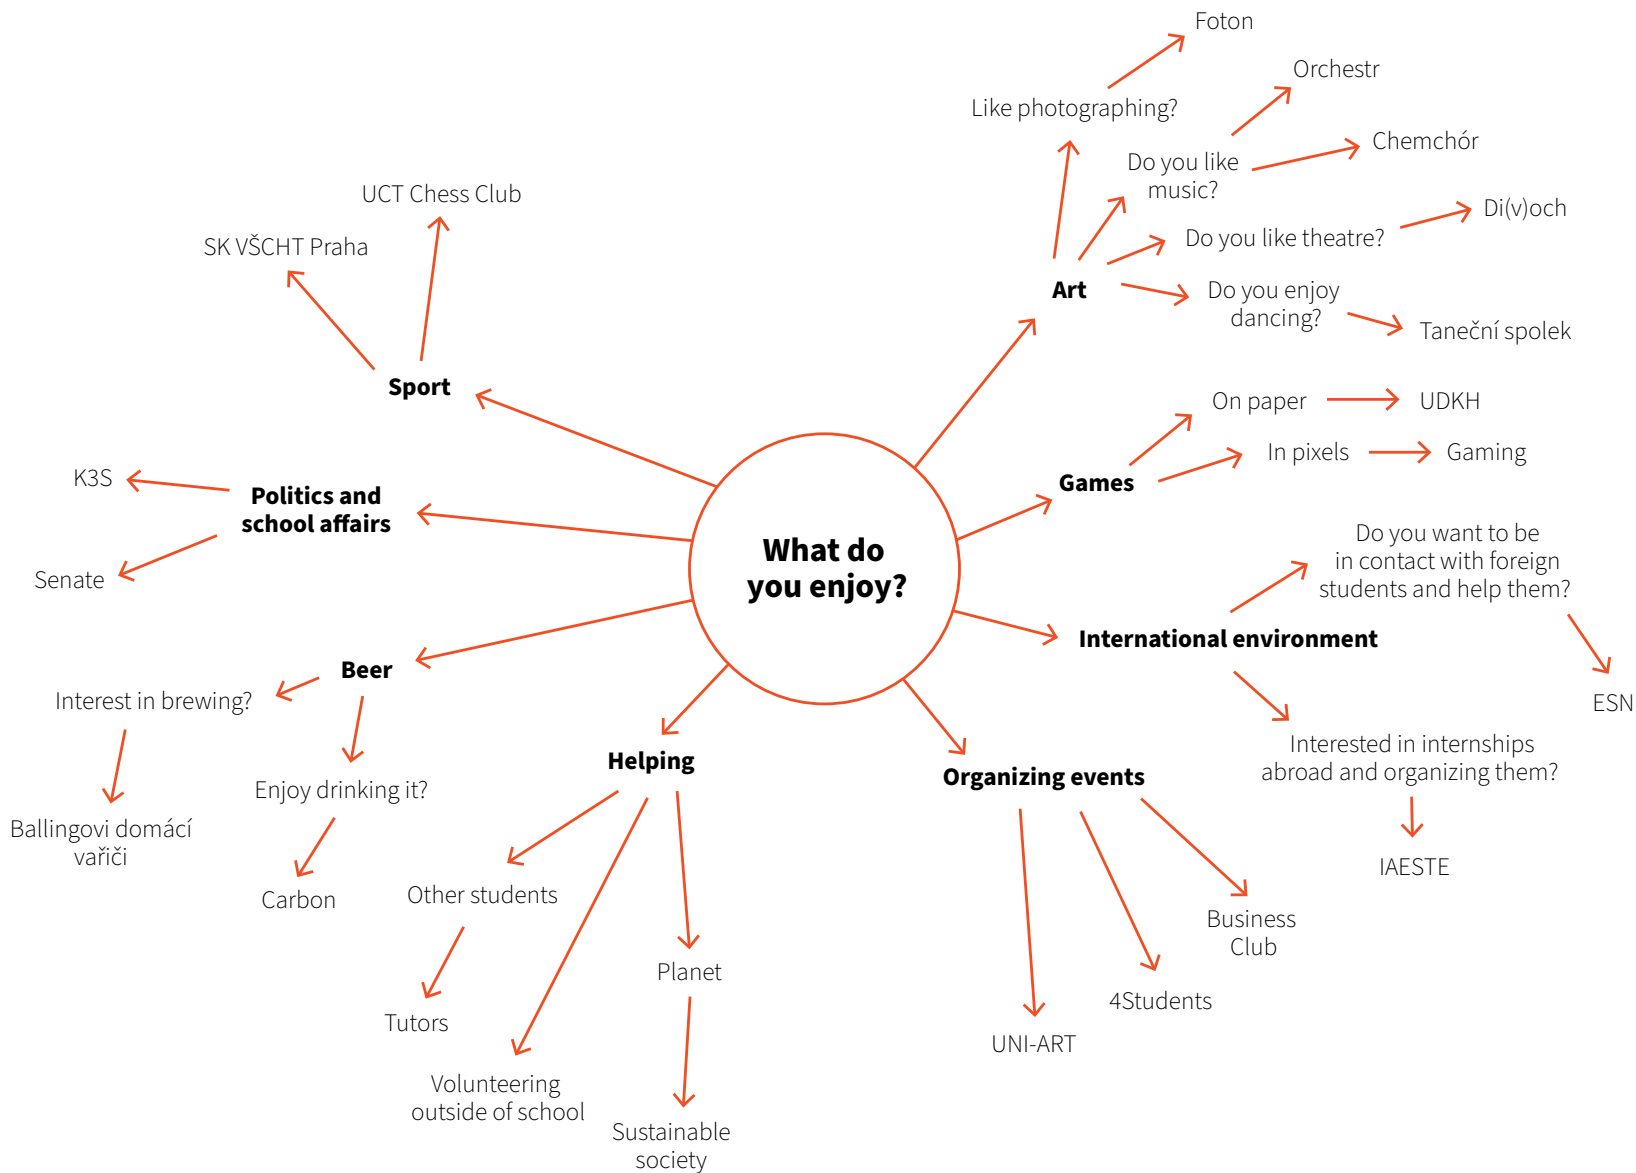 What do
you enjoy?
Art
Like photographing?
Foton
Do you like
music?
Orchestr
Chemchór
Do you like theatre?
Di(v)och
Do you enjoy
dancing?
Taneční spolek
Games
On paper
UDKH
In pixels
Gaming
International environment
Do you want to be
in contact with foreign
students and help them?
ESN
Interested in internships
abroad and organizing them?
IAESTE
Organizing events
Business
Club
4Students
UNI-ART
Helping
Other students
Tutors
Volunteering
outside of school
Planet
Sustainable
society
Beer
Interest in brewing?
Ballingovi domácí
vařiči
Enjoy drinking it?
Carbon
Politics and
school affairs
K3S
Senate
Sport
SK VŠCHT Praha
UCT Chess Club